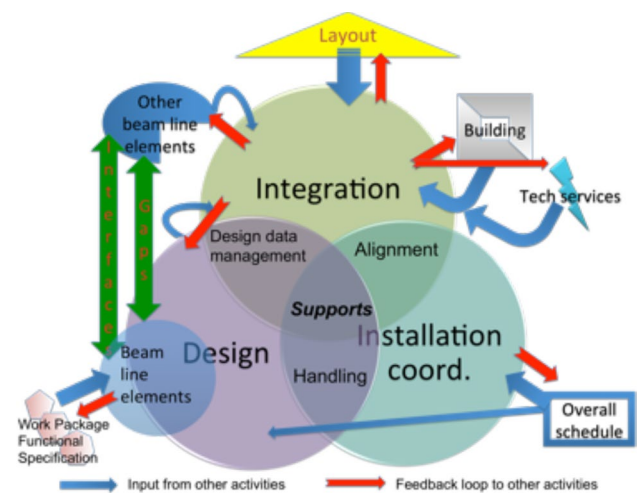 Layout
Other
beam line
elements
Building
Interfaces
Gaps
Integration
Tech services
Design data
management
Alignment
Supports
Installation
coord.
Beam
line
elements
Design
Handling
Work Package
Functional
Specification
Overall
schedule
Input from other activities
Feedback loop to other activities